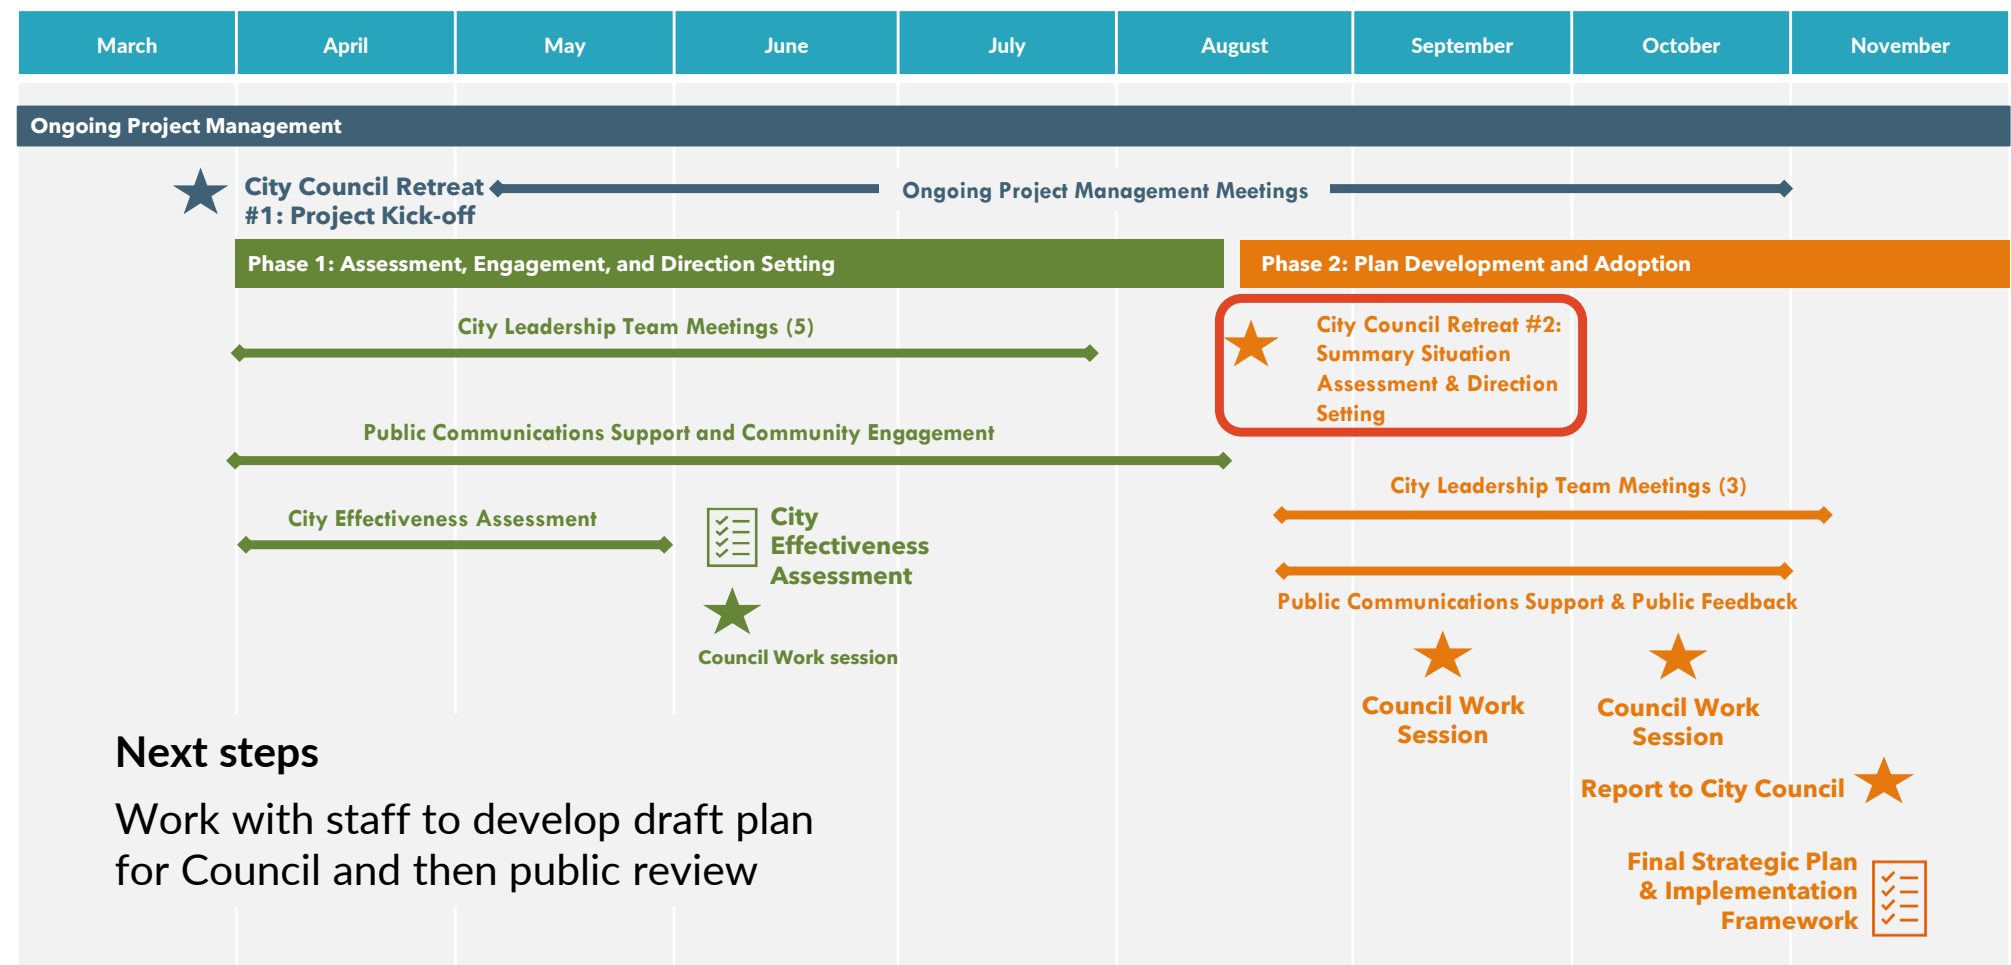 March
April
May
June
July
August
September
October
November
Ongoing Project Management
City Council Retreat
#1: Project Kick-off
Ongoing Project Management Meetings
Phase 1: Assessment, Engagement, and Direction Setting
Phase 2: Plan Development and Adoption
City Leadership Team Meetings (5)
City Council Retreat #2:
Summary Situation
Assessment & Direction
Setting
Public Communications Support and Community Engagement
City Leadership Team Meetings (3)
City Effectiveness Assessment
City
Effectiveness
Assessment
Public Communications Support & Public Feedback
Council Work session
Council Work
Session
Council Work
Session
Next steps
Work with staff to develop draft plan
for Council and then public review
Report to City Council
Final Strategic Plan
& Implementation
Framework